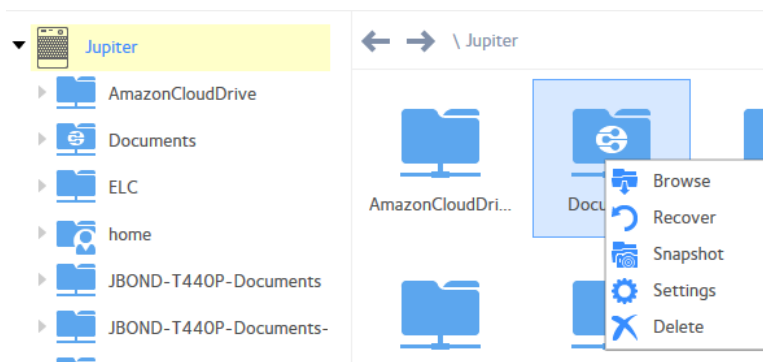 Jupiter
AmazonCloudDrive
Documents
ELC
home
JBOND-T440P-Documents
JBOND-T440P-Documents-
\ Jupiter
AmazonCloudDri...
Docu
Browse
Recover
Snapshot
Settings
Delete